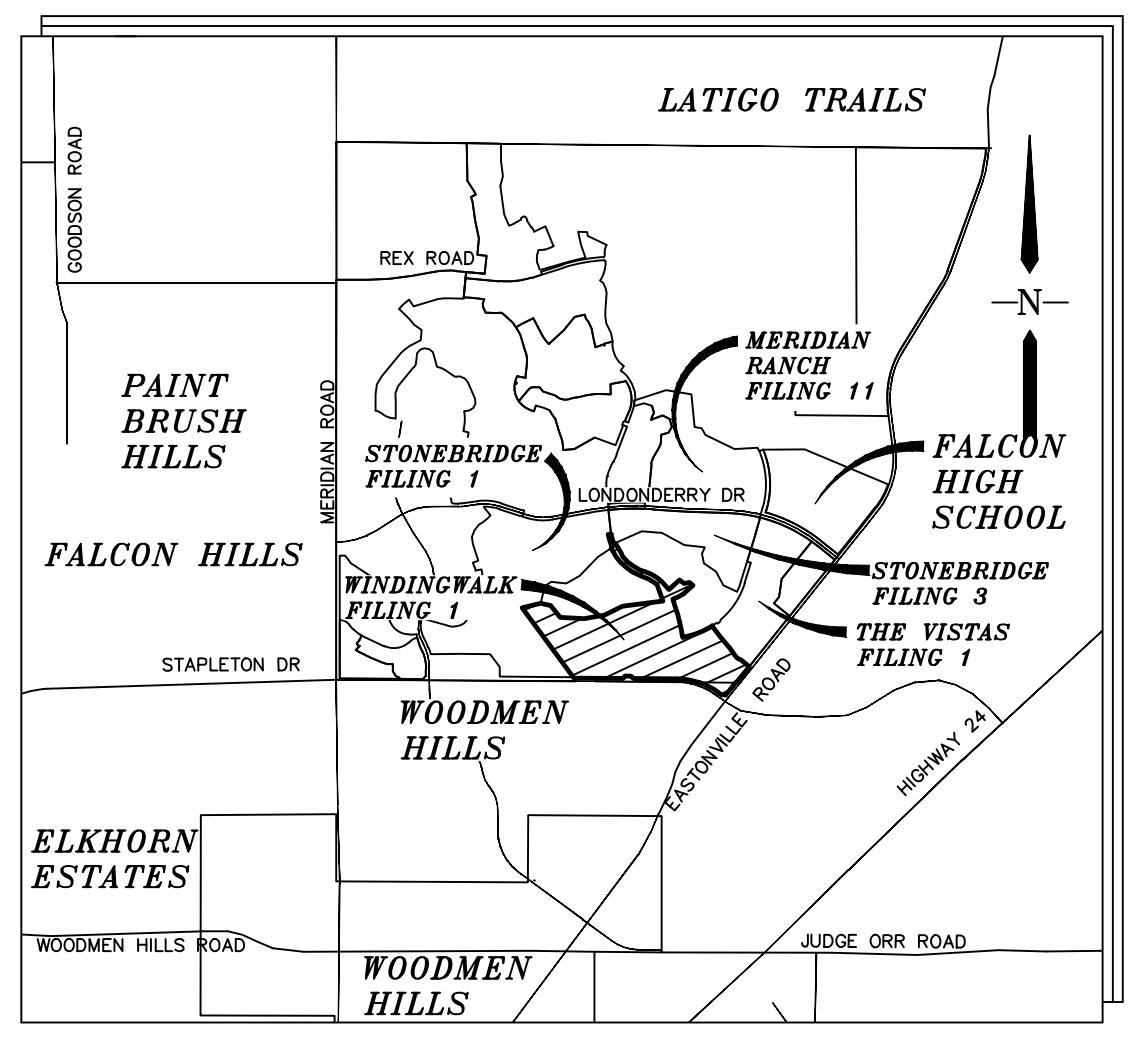 LATIGO TRAILS
GOODSON ROAD
REX ROAD
N
MERIDIAN
RANCH
FILING 11
PAINT
BRUSH
HILLS
MERIDIAN ROAD
STONEBRIDGE
FILING 1
FALCON
HIGH
SCHOOL
LONDONDERRY DR
FALCON HILLS
WINDINGWALK
FILING 1
STONEBRIDGE
FILING 3
THE VISTAS
FILING 1
STAPLETON DR
WOODMEN
HILLS
EASTONVILLE ROAD
HIGHWAY 24
ELKHORN
ESTATES
WOODMEN HILLS ROAD
JUDGE ORR ROAD
WOODMEN
HILLS